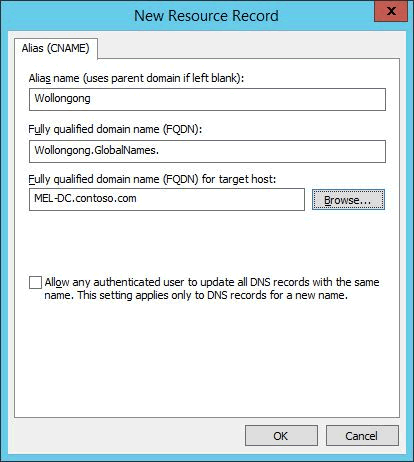 New Resource Record
x
Alias (CNAME)
Alias name (uses parent domain if left blank):
Wollongong
Fully qualified domain name (FQDN):
Wollongong.GlobalNames.
Fully qualified domain name (FQDN) for target host:
MEL-DC.contoso.com
Browse...
Allow any authenticated user to update all DNS records with the same
name. This setting applies only to DNS records for a new name.
OK
Cancel